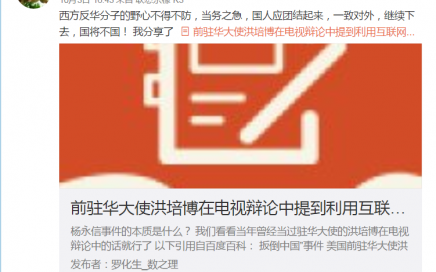 西方反华分子的野心不得不防，当务之急，国人应团结起来，一致对外，继续下
去，国将不国！ 我分享了 前驻华大使洪培博在电视辩论中提到利用互联网...
前驻华大使洪培博在电视辩论中提到利用互联...
杨永信事件的本质是什么？ 我们看看当年曾经当过驻华大使的洪培博在电视
辩论中的话就行了 以下引用自百度百科： 扳倒中国"事件 美国前驻华大使洪
发布者：罗化生_数之理